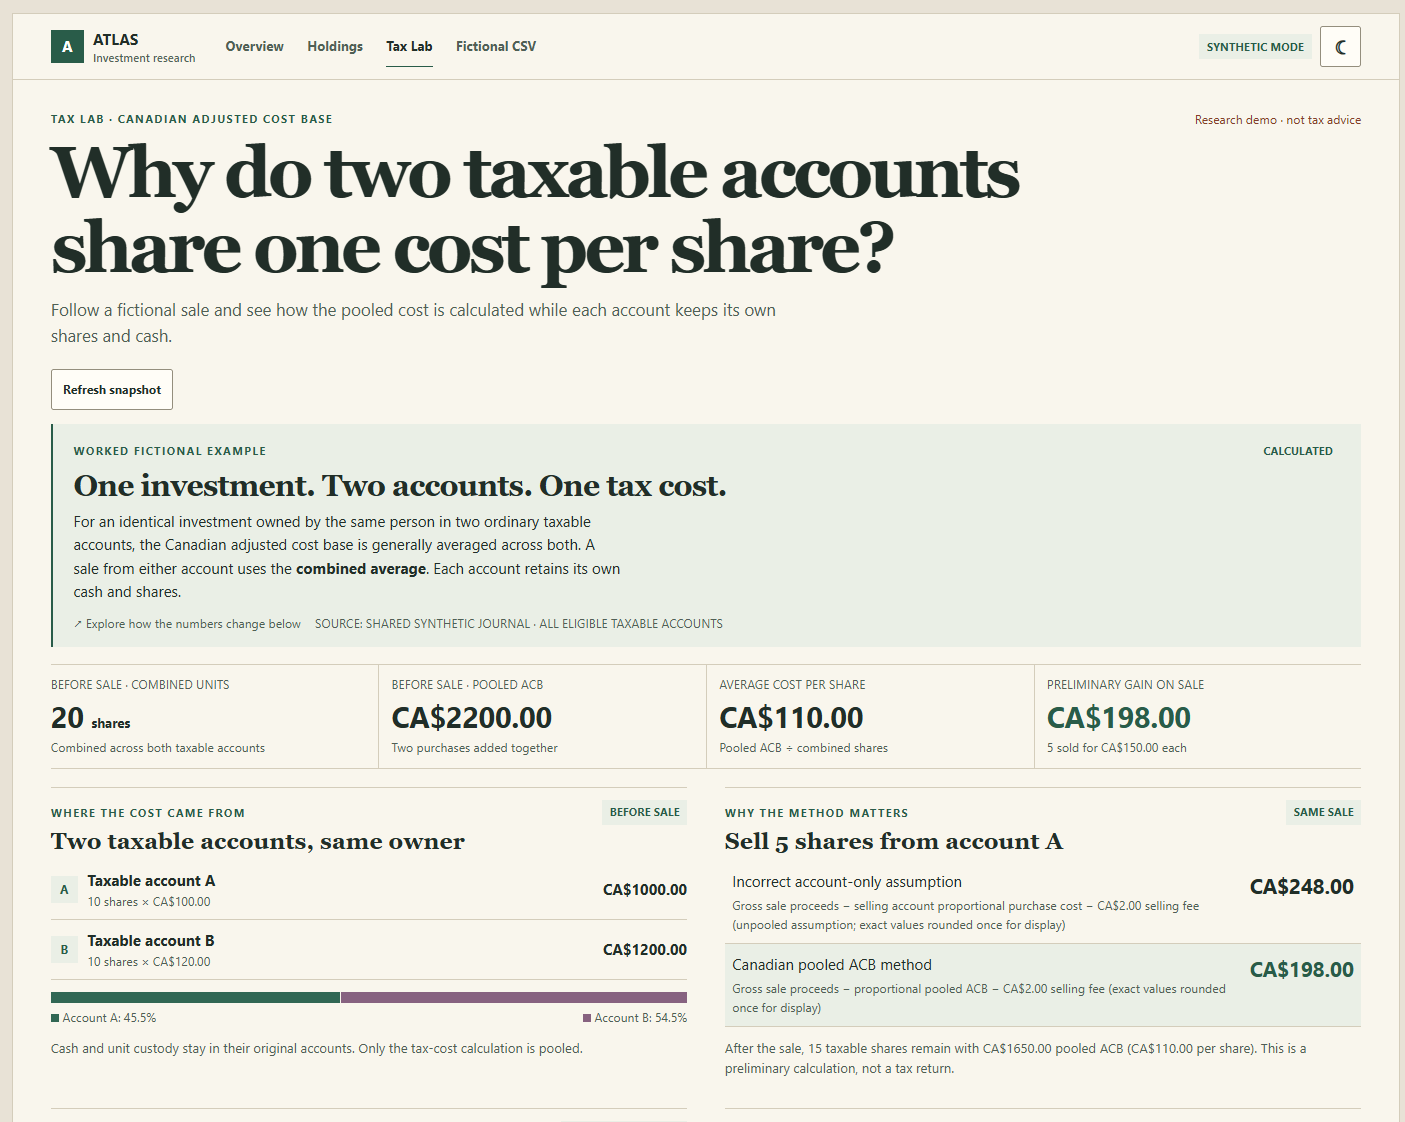 A
ATLAS
Investment research
Overview
Holdings
Tax Lab
Fictional CSV
SYNTHETIC MODE
TAX LAB · CANADIAN ADJUSTED COST BASE
Research demo · not tax advice
Why do two taxable accounts
share one cost per share?
Follow a fictional sale and see how the pooled cost is calculated while each account keeps its own
shares and cash.
Refresh snapshot
WORKED FICTIONAL EXAMPLE
CALCULATED
One investment. Two accounts. One tax cost.
For an identical investment owned by the same person in two ordinary taxable
accounts, the Canadian adjusted cost base is generally averaged across both. A
sale from either account uses the combined average. Each account retains its own
cash and shares.
↗ Explore how the numbers change below
SOURCE: SHARED SYNTHETIC JOURNAL · ALL ELIGIBLE TAXABLE ACCOUNTS
BEFORE SALE · COMBINED UNITS
20 shares
Combined across both taxable accounts
BEFORE SALE · POOLED ACB
CA$2200.00
Two purchases added together
AVERAGE COST PER SHARE
CA$110.00
Pooled ACB ÷ combined shares
PRELIMINARY GAIN ON SALE
CA$198.00
5 sold for CA$150.00 each
WHERE THE COST CAME FROM
BEFORE SALE
Two taxable accounts, same owner
A
Taxable account A
10 shares × CA$100.00
CA$1000.00
B
Taxable account B
10 shares × CA$120.00
CA$1200.00
Account A: 45.5%
Account B: 54.5%
Cash and unit custody stay in their original accounts. Only the tax-cost calculation is pooled.
WHY THE METHOD MATTERS
SAME SALE
Sell 5 shares from account A
Incorrect account-only assumption
CA$248.00
Gross sale proceeds − selling account proportional purchase cost − CA$2.00 selling fee
(unpooled assumption; exact values rounded once for display)
Canadian pooled ACB method
CA$198.00
Gross sale proceeds − proportional pooled ACB − CA$2.00 selling fee (exact values rounded
once for display)
After the sale, 15 taxable shares remain with CA$1650.00 pooled ACB (CA$110.00 per share). This is a
preliminary calculation, not a tax return.